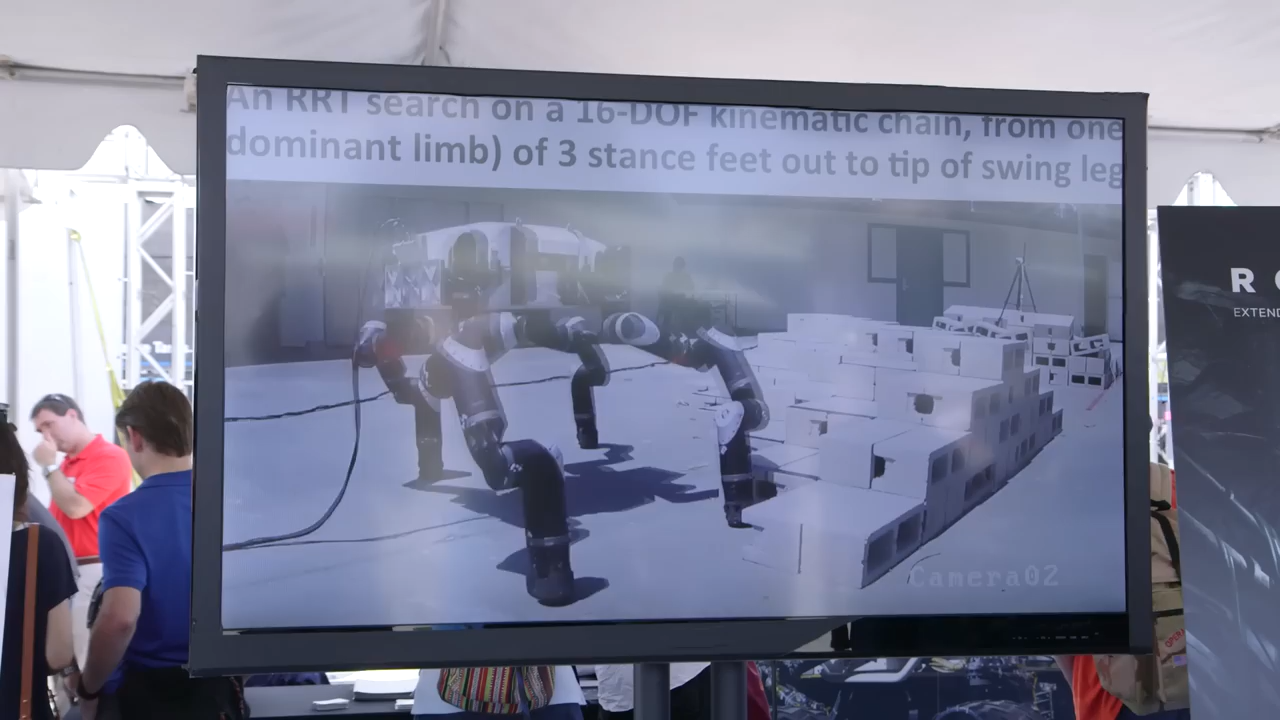 An RRT search on a 16-DOF kinematic chain, from one
dominant limb) of 3 stance feet out to tip of swing leg
Camera02
R
EXTEND